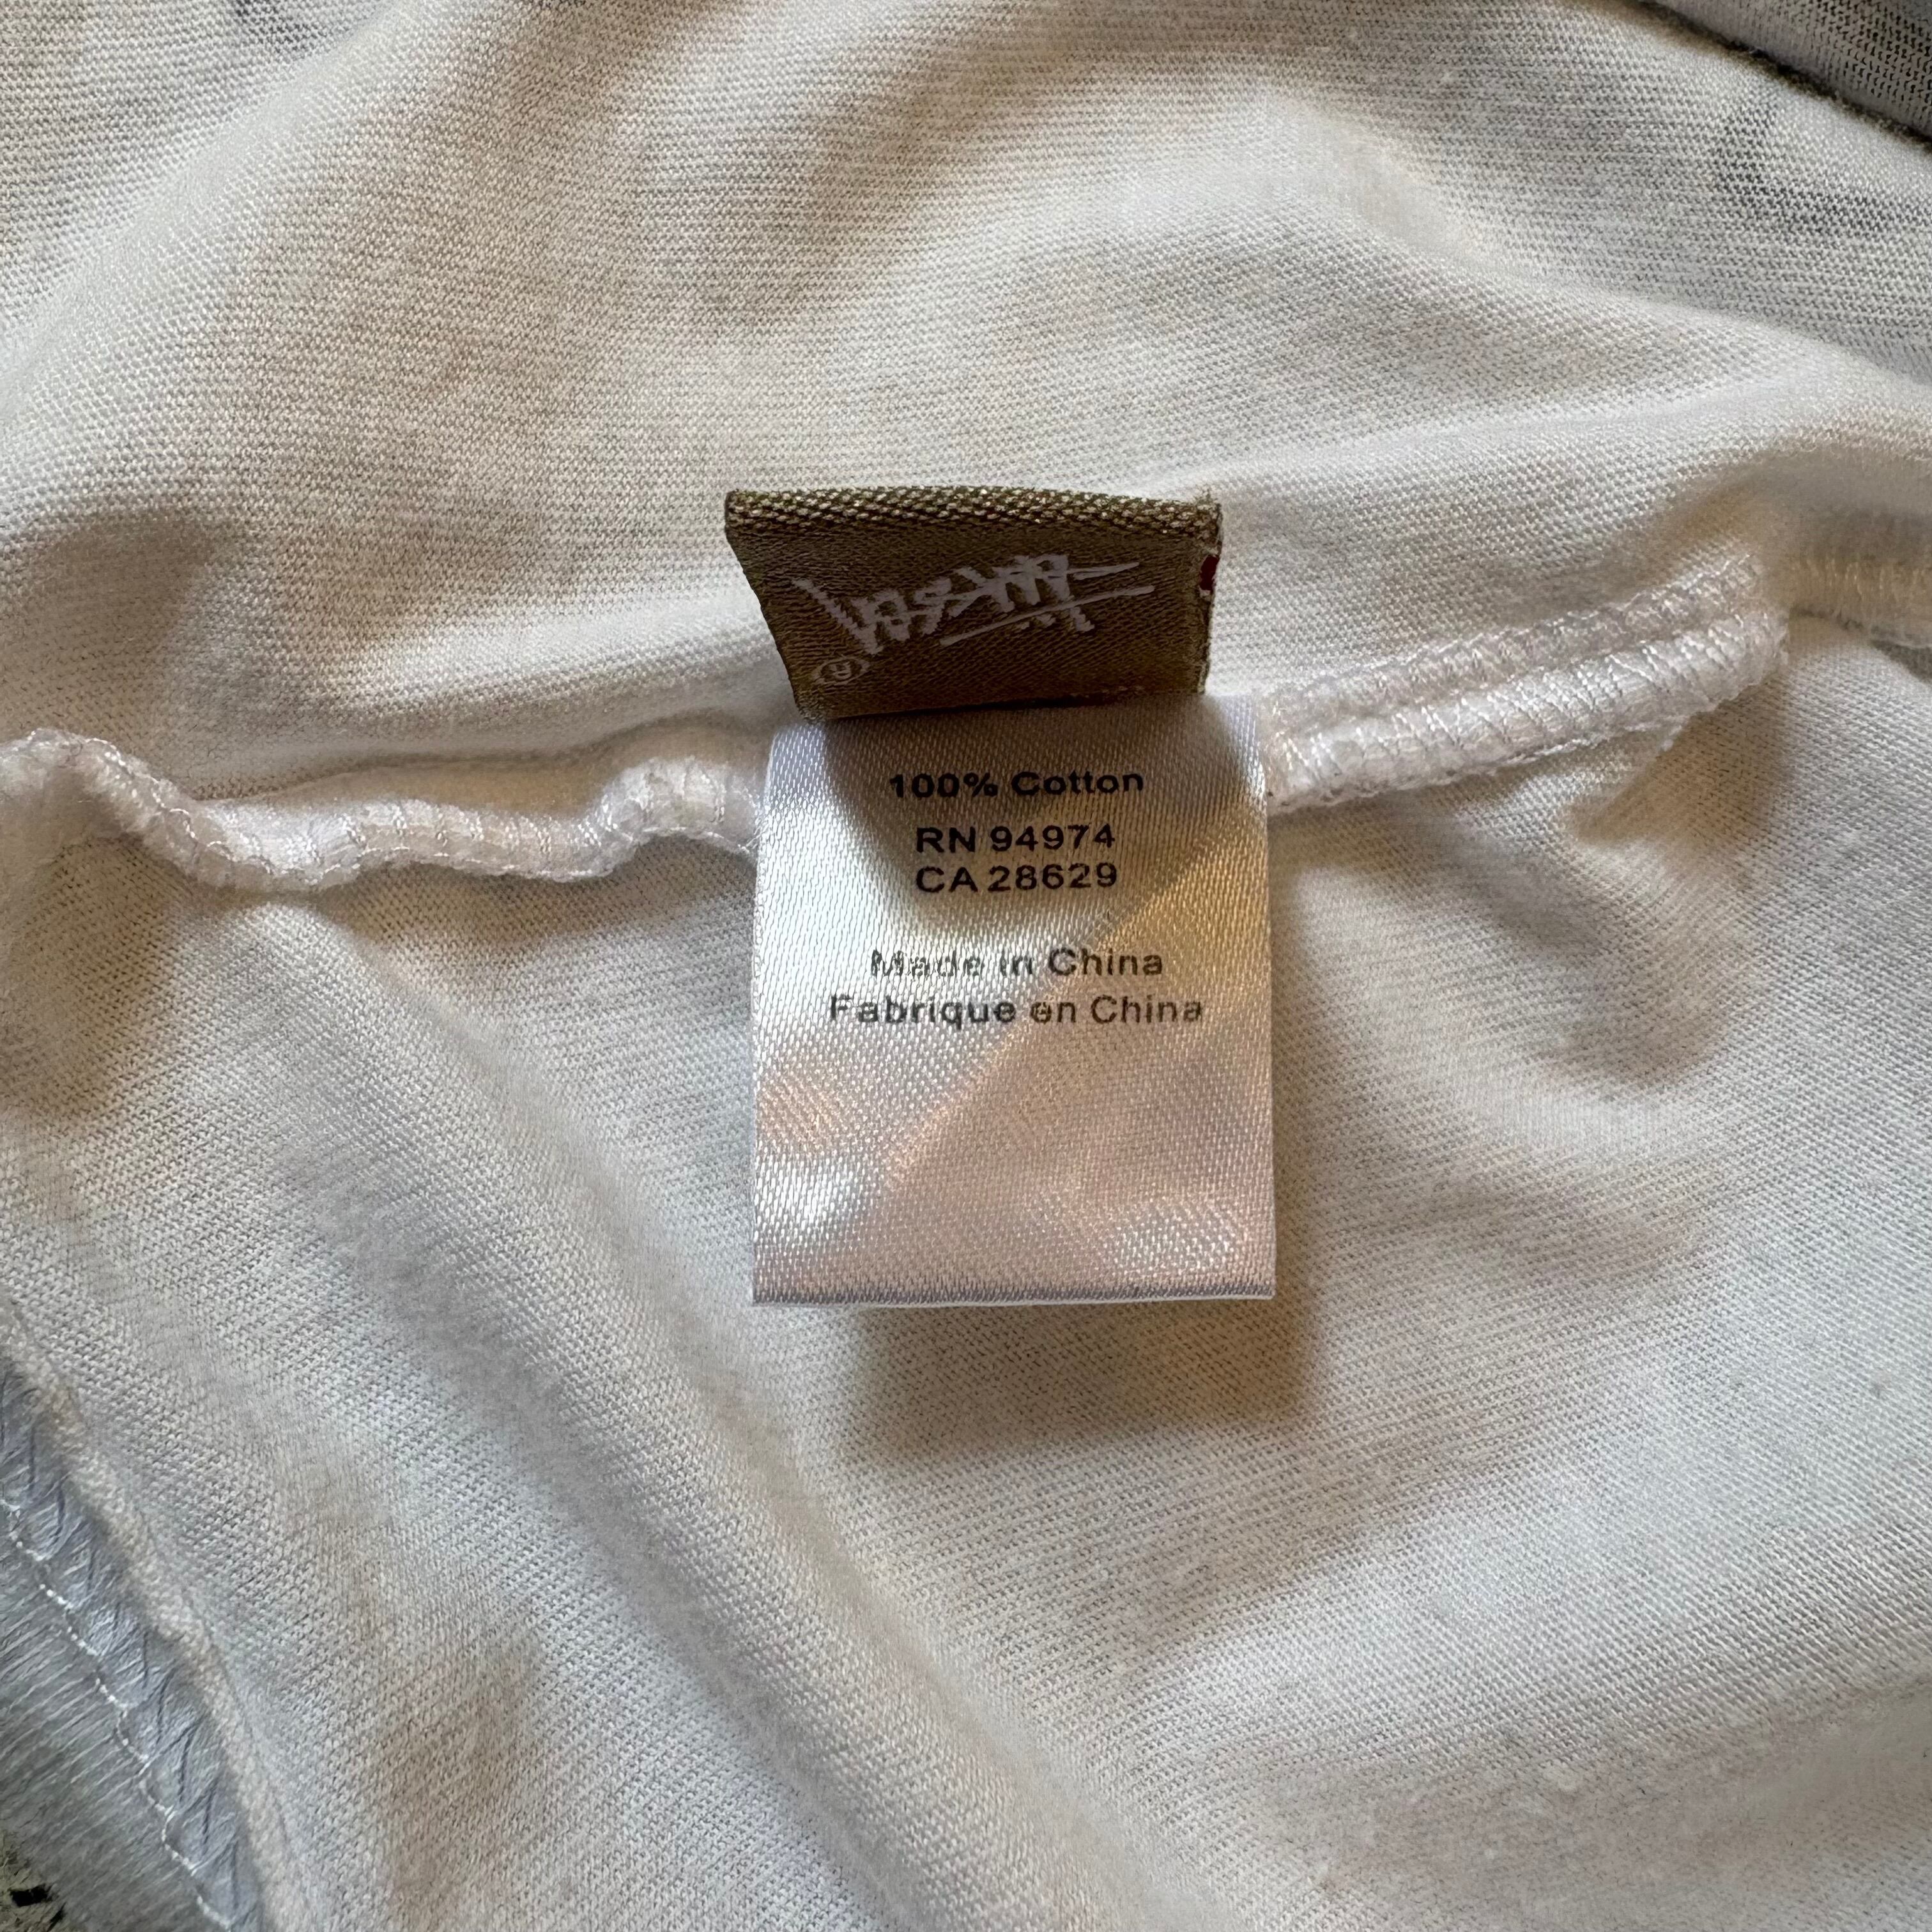 ®
100% Cotton
RN 94974
CA 28629
Made in China
Fabrique en China